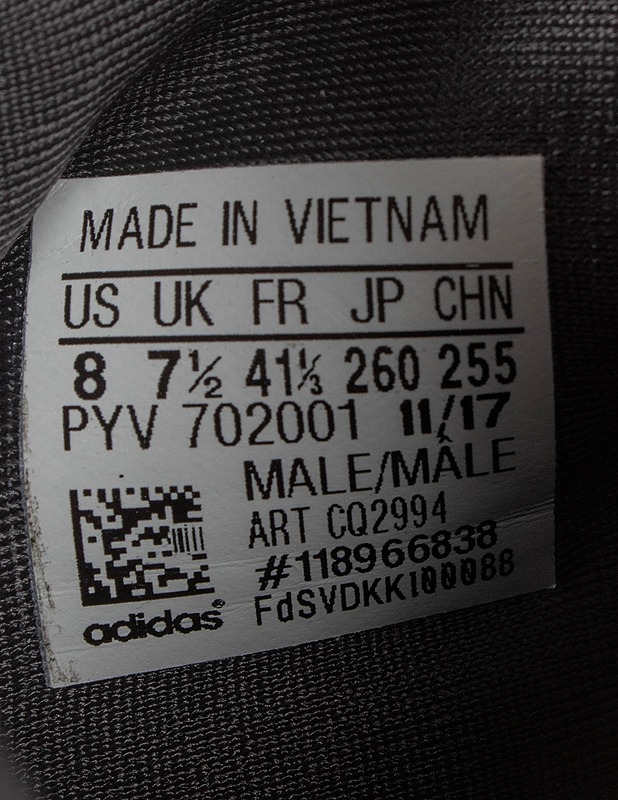 MADE IN VIETNAM
US UK FR JP CHN
8 7½ 41⅓ 260 255
PYV 702001 11/17
MALE/MÂLE
ART CQ2994
#118966838
FdSVDKKI00088
adidas®